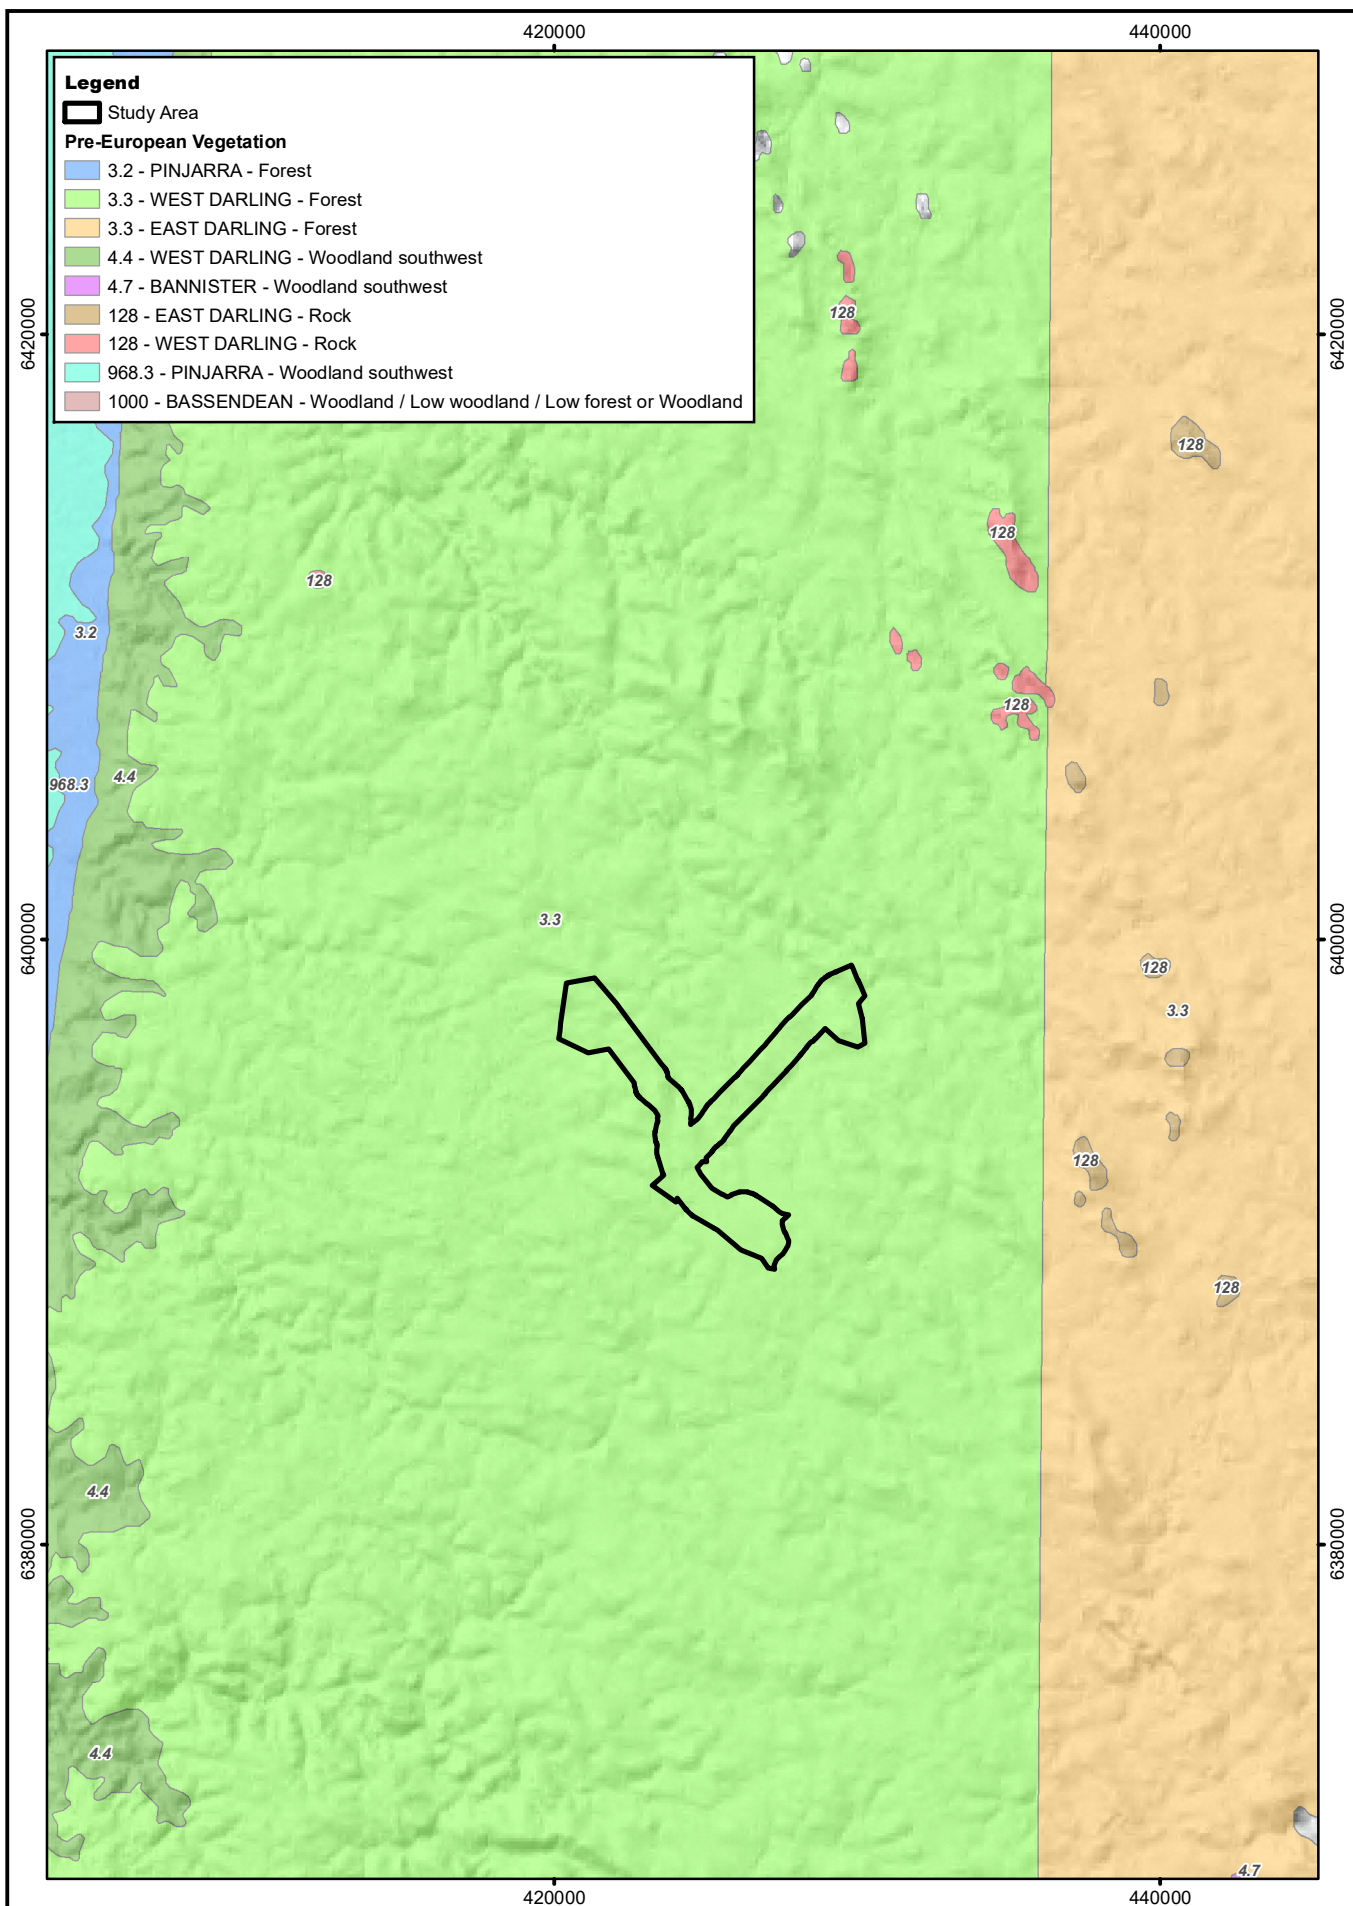 420000
440000
Legend
Study Area
Pre-European Vegetation
3.2 - PINJARRA - Forest
3.3 - WEST DARLING - Forest
3.3 - EAST DARLING - Forest
4.4 - WEST DARLING - Woodland southwest
4.7 - BANNISTER - Woodland southwest
128 - EAST DARLING - Rock
128 - WEST DARLING - Rock
968.3 - PINJARRA - Woodland southwest
1000 - BASSENDEAN - Woodland / Low woodland / Low forest or Woodland
128
6420000
6420000
128
128
128
3.2
128
4.4
968.3
3.3
6400000
6400000
128
3.3
128
128
4.4
6380000
6380000
4.4
4.7
420000
440000